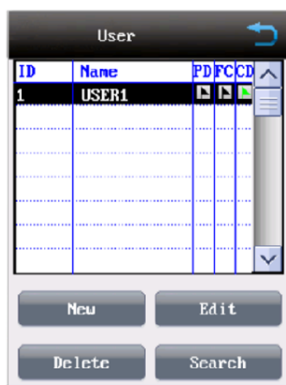 User
ID Name PD FC CD
1 USER1
New Edit
Delete Search